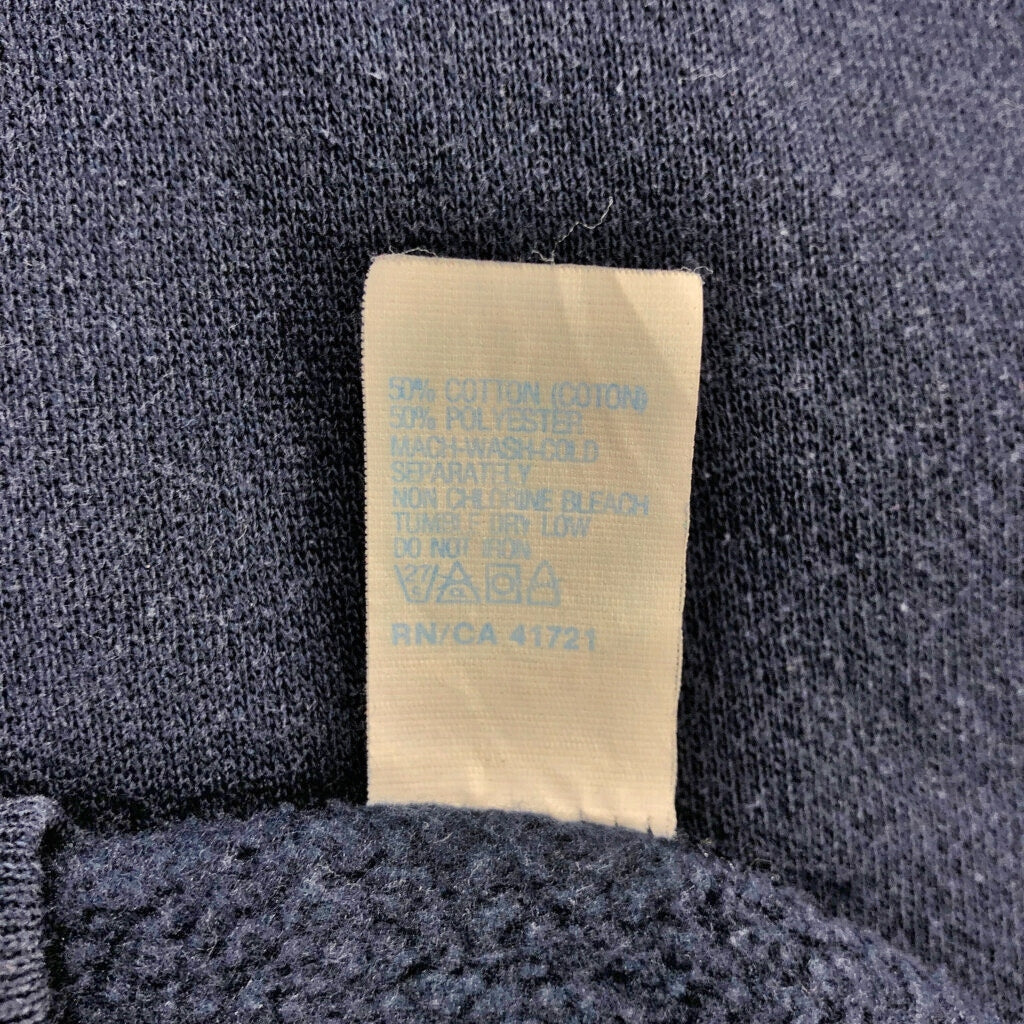 50% COTTON (COTON)
50% POLYESTER
MACH-WASH-COLD
SEPARATELY
NON CHLORINE BLEACH
TUMBLE DRY LOW
DO NOT IRON
RN/CA 41721